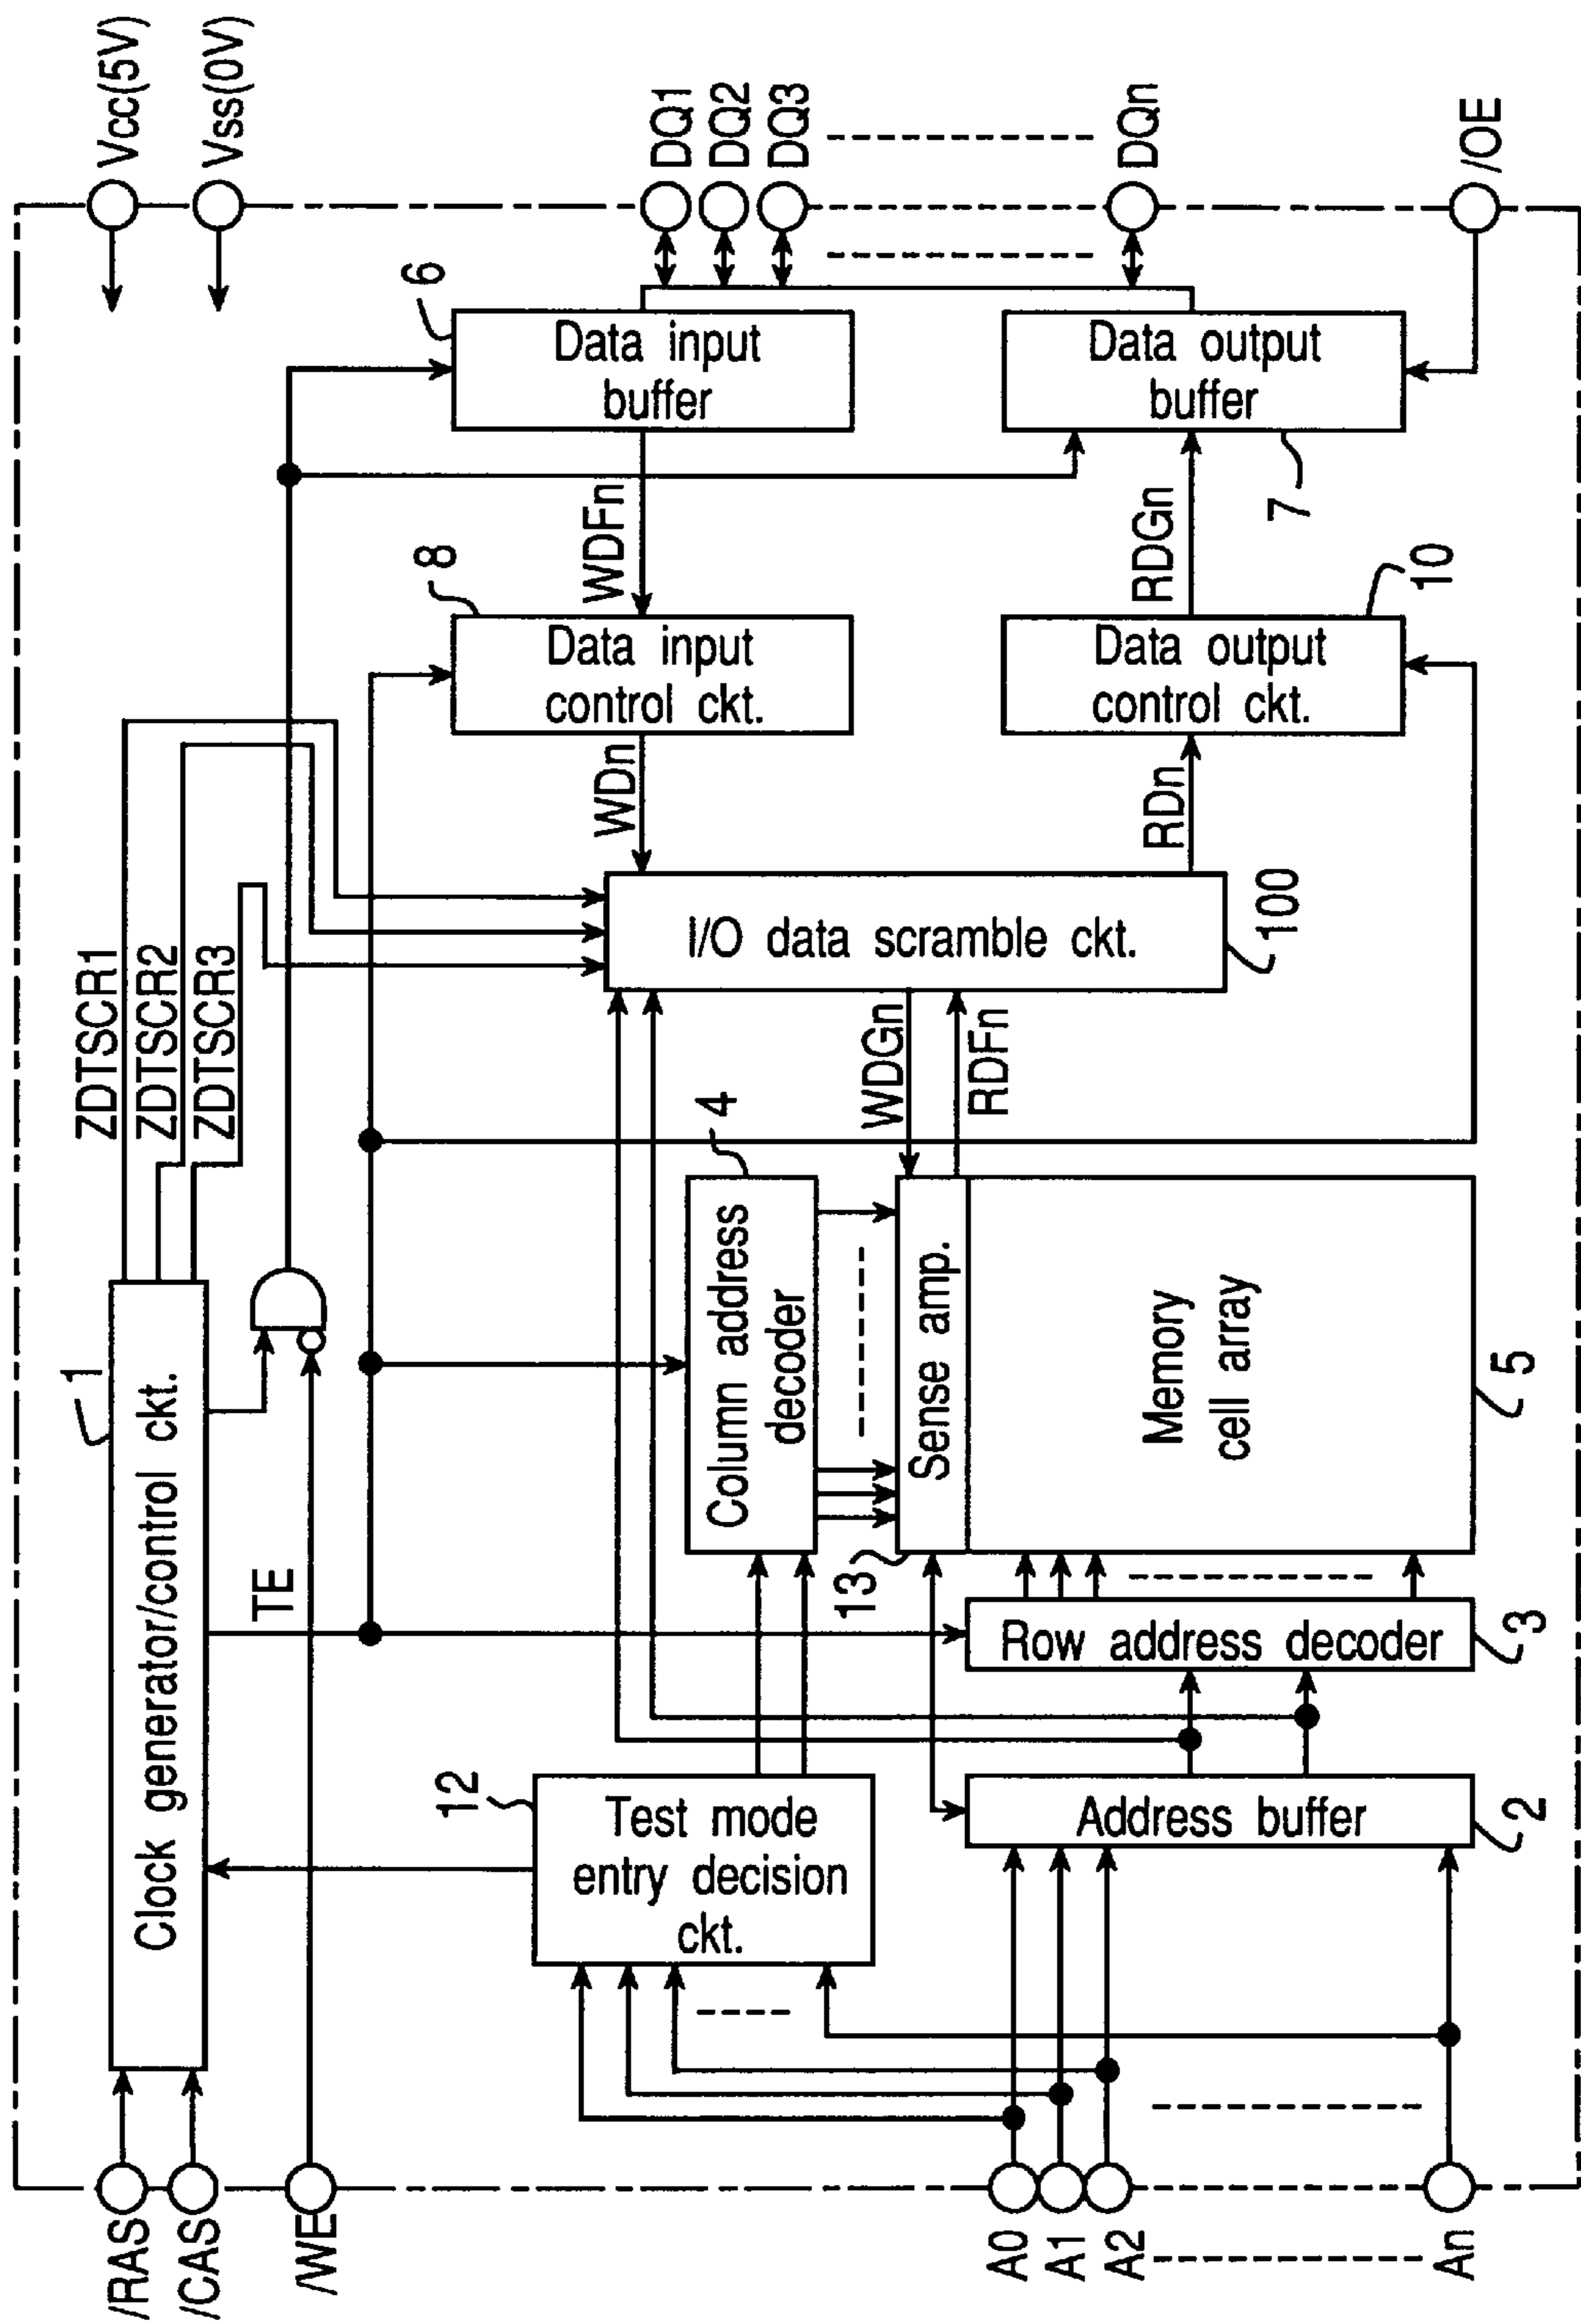 /RAS
/CAS
/WE
A0
A1
A2
An
1
Clock generator/control ckt.
TE
ZDTSCR1
ZDTSCR2
ZDTSCR3
Vcc(5V)
Vss(0V)
12
Test mode
entry decision
ckt.
Address buffer
2
Row address decoder
3
Column address
decoder
4
13
Sense amp.
Memory
cell array
5
WDGn
RDFn
I/O data scramble ckt.
100
WDn
RDn
8
Data input
control ckt.
Data output
control ckt.
10
WDFn
RDGn
6
Data input
buffer
Data output
buffer
7
DQ1
DQ2
DQ3
DQn
/OE